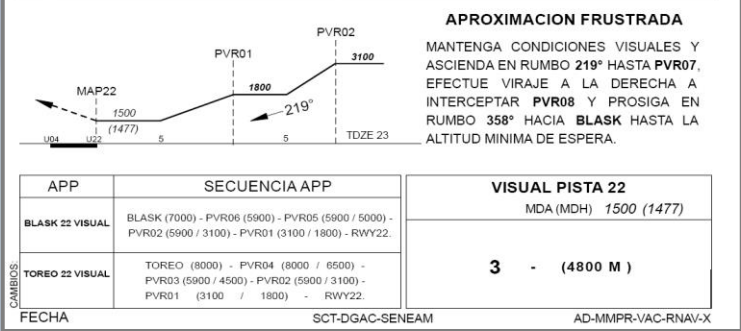 PVR02
PVR01
3100
1800
MAP22
1500
(1477)
219°
U04
U22
5
5
TDZE 23
APROXIMACION FRUSTRADA
MANTENGA CONDICIONES VISUALES Y
ASCIENDA EN RUMBO 219° HASTA PVR07,
EFECTUE VIRAJE A LA DERECHA A
INTERCEPTAR PVR08 Y PROSIGA EN
RUMBO 358° HACIA BLASK HASTA LA
ALTITUD MINIMA DE ESPERA.
APP
SECUENCIA APP
BLASK 22 VISUAL
BLASK (7000) - PVR06 (5900) - PVR05 (5900 / 5000) -
PVR02 (5900 / 3100) - PVR01 (3100 / 1800) - RWY22.
TOREO 22 VISUAL
TOREO (8000) - PVR04 (8000 / 6500) -
PVR03 (5900 / 4500) - PVR02 (5900 / 3100) -
PVR01 (3100 / 1800) - RWY22.
VISUAL PISTA 22
MDA (MDH) 1500 (1477)
3 - (4800 M )
CAMBIOS:
FECHA
SCT-DGAC-SENEAM
AD-MMPR-VAC-RNAV-X